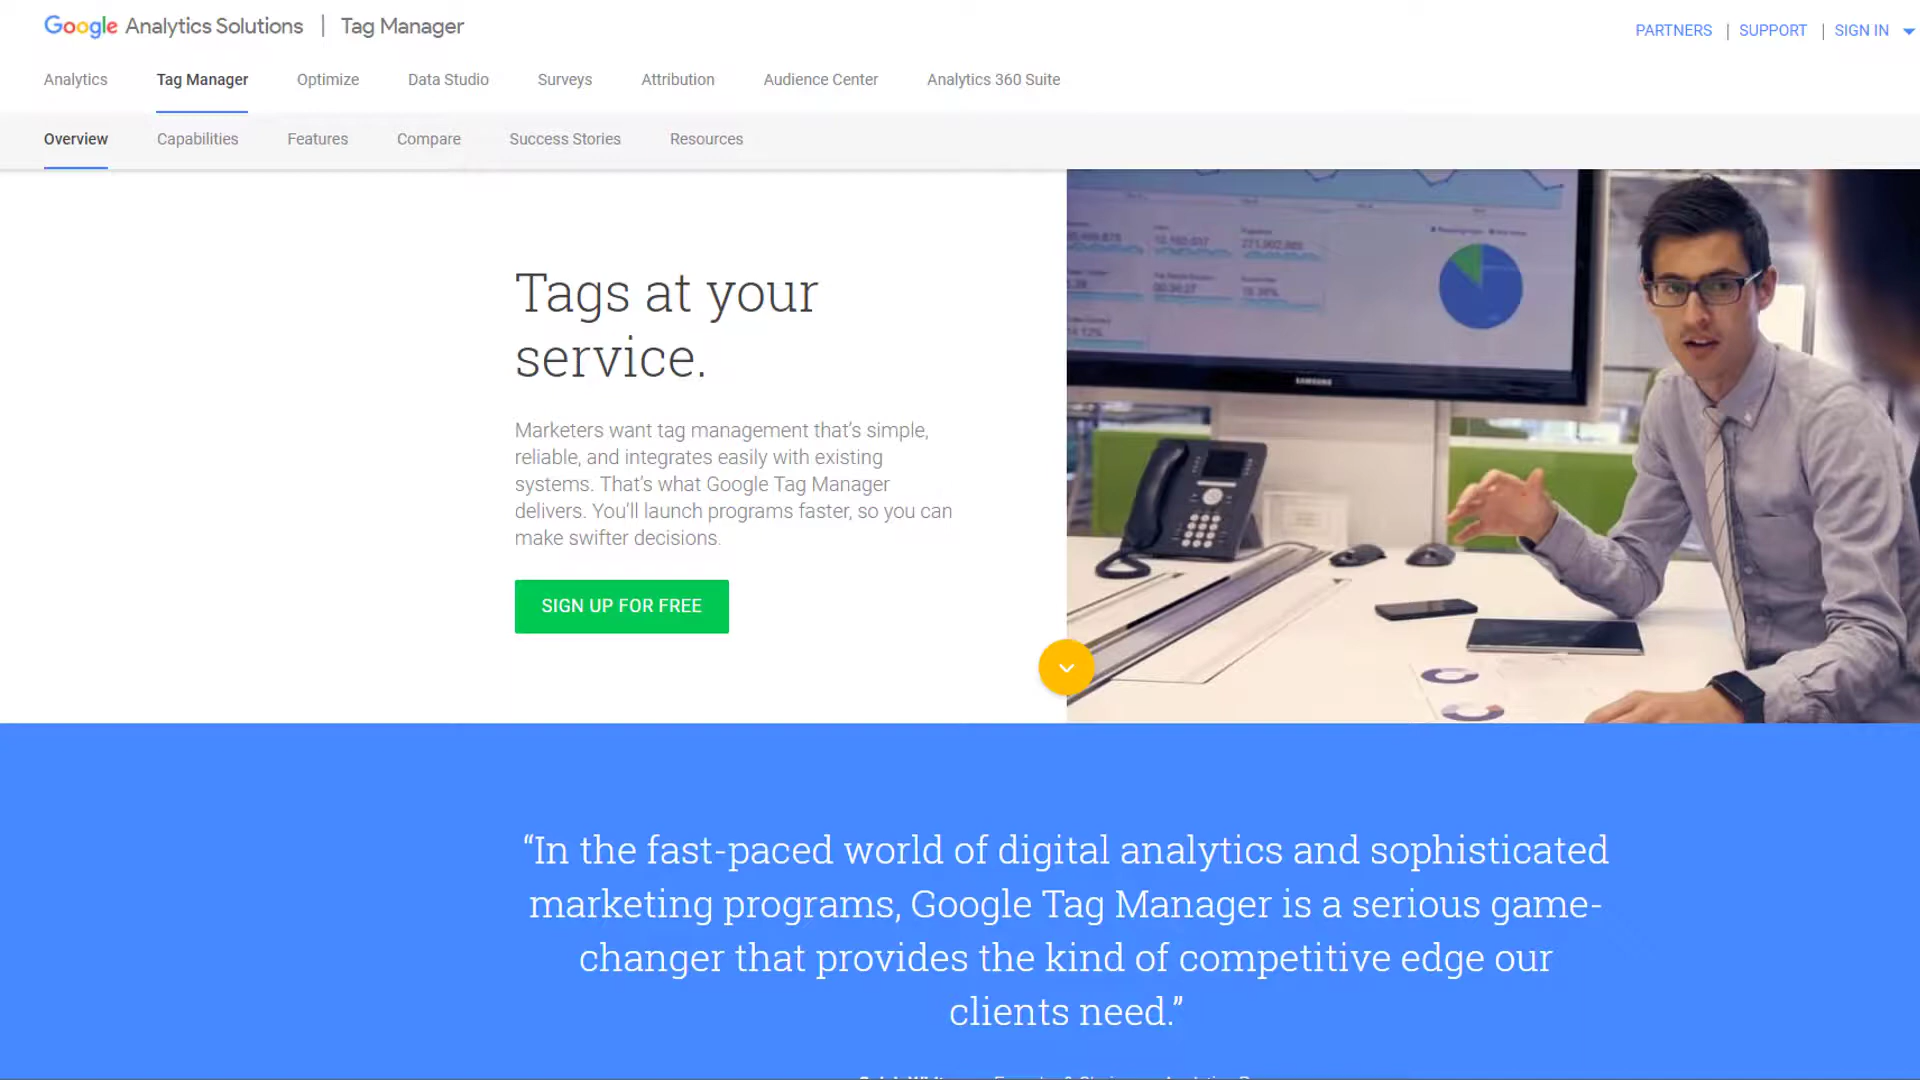 Google Analytics Solutions | Tag Manager
PARTNERS | SUPPORT | SIGN IN
Analytics Tag Manager Optimize Data Studio Surveys Attribution Audience Center Analytics 360 Suite
Overview Capabilities Features Compare Success Stories Resources
Tags at your
service.
Marketers want tag management that’s simple,
reliable, and integrates easily with existing
systems. That’s what Google Tag Manager
delivers. You’ll launch programs faster, so you can
make swifter decisions.
SIGN UP FOR FREE
SAMSUNG
“In the fast-paced world of digital analytics and sophisticated
marketing programs, Google Tag Manager is a serious game-
changer that provides the kind of competitive edge our
clients need.”